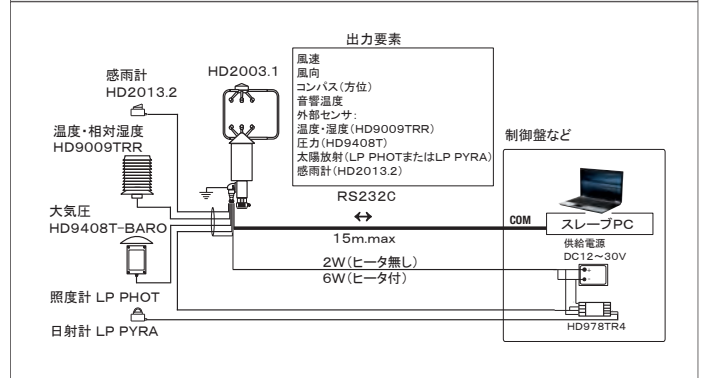 出力要素
風速
風向
コンパス(方位)
音響温度
外部センサ:
温度・湿度(HD9009TRR)
圧力(HD9408T)
太陽放射(LP PHOTまたはLP PYRA)
感雨計(HD2013.2)
感雨計
HD2013.2
HD2003.1
温度・相対湿度
HD9009TRR
大気圧
HD9408T-BARO
照度計 LP PHOT
日射計 LP PYRA
RS232C
↔
15m.max
2W(ヒータ無し)
6W(ヒータ付)
制御盤など
COM
スレーブPC
供給電源
DC12~30V
+
-
HD978TR4